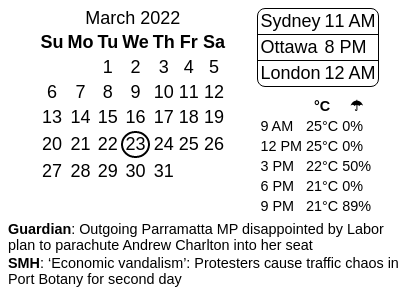 March 2022
Su Mo Tu We Th Fr Sa
1 2 3 4 5
6 7 8 9 10 11 12
13 14 15 16 17 18 19
20 21 22 23 24 25 26
27 28 29 30 31
Sydney 11 AM
Ottawa 8 PM
London 12 AM
°C ☂
9 AM 25°C 0%
12 PM 25°C 0%
3 PM 22°C 50%
6 PM 21°C 0%
9 PM 21°C 89%
Guardian: Outgoing Parramatta MP disappointed by Labor
plan to parachute Andrew Charlton into her seat
SMH: ‘Economic vandalism’: Protesters cause traffic chaos in
Port Botany for second day